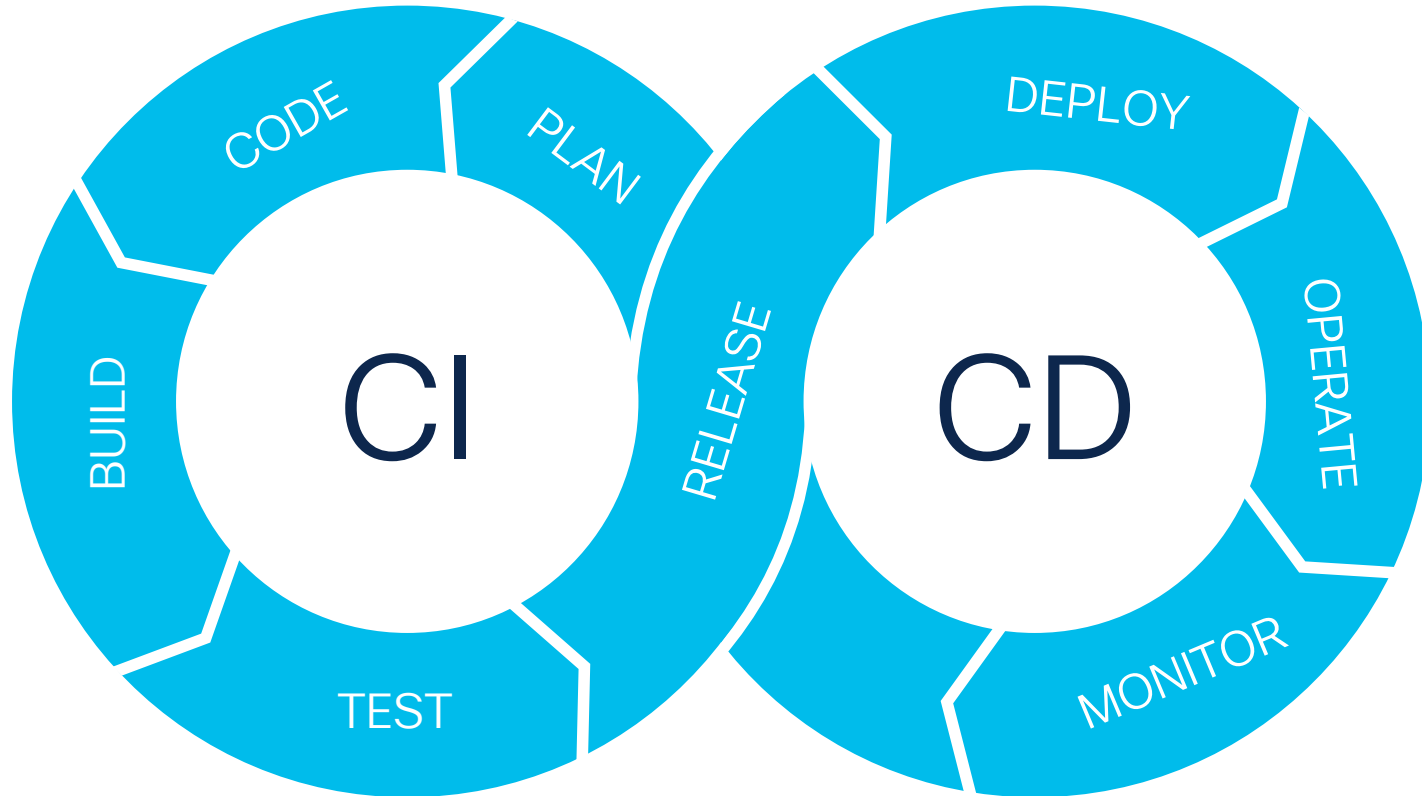 PLAN
CODE
BUILD
TEST
RELEASE
DEPLOY
OPERATE
MONITOR
CI
CD